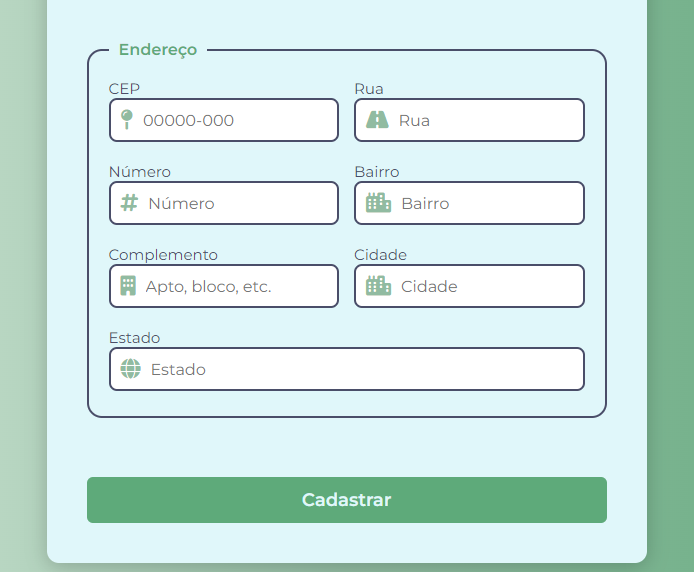 Endereço
CEP
Rua
00000-000
Rua
Número
Bairro
Número
Bairro
Complemento
Cidade
Apto, bloco, etc.
Cidade
Estado
Estado
Cadastrar